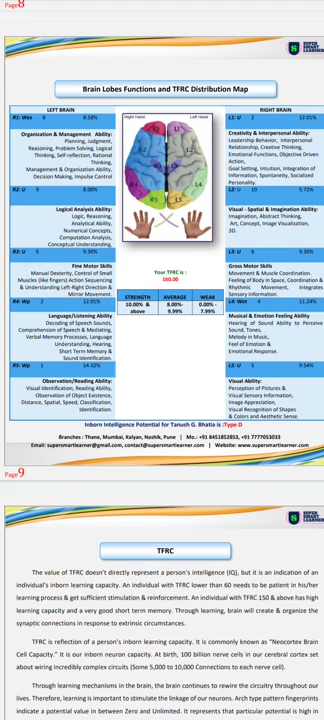 Page8
SUPER
SMART
LEARNER
Brain Lobes Functions and TFRC Distribution Map
LEFT BRAIN
R1: Wes 8 8.58%
Organization & Management Ability:
Planning, Judgment,
Reasoning, Problem Solving, Logical
Thinking, Self-reflection, Rational
Thinking,
Management & Organization Ability,
Decision Making, Impulse Control
R2: U 9 8.00%
Logical Analysis Ability:
Logic, Reasoning,
Analytical Ability,
Numerical Concepts,
Computation Analysis,
Conceptual Understanding,
R3: U 6 9.30%
Fine Motor Skills
Manual Dexterity, Control of Small
Muscles (like fingers) Action Sequencing
& Understanding Left-Right Direction &
Mirror Movement.
R4: Wp 2 12.01%
Language/Listening Ability
Decoding of Speech Sounds,
Comprehension of Speech & Mediating,
Verbal Memory Processes, Language
Understanding, Hearing,
Short Term Memory &
Sound Identification.
R5: Wp 1 14.32%
Observation/Reading Ability:
Visual Identification, Reading Ability,
Observation of Object Existence,
Distance, Spatial, Speed, Classification,
Identification.
Right Hand Left Hand
R1 L1
R2 L2
R3 L3
R4 L4
R5 L5
Your TFRC is :
160.00
STRENGTH AVERAGE WEAK
10.00% & above 8.00%- 9.99% 0.00% - 7.99%
RIGHT BRAIN
L1: U 2 12.01%
Creativity & Interpersonal Ability:
Leadership Behavior, Interpersonal
Relationship, Creative Thinking,
Emotional Functions, Objective Driven
Action,
Goal Setting, Intuition, Integration of
Information, Spontaneity, Socialized
Personality.
L2: U 10 5.72%
Visual - Spatial & Imagination Ability:
Imagination, Abstract Thinking,
Art, Concept, Image Visualization,
3D.
L3: U 6 9.30%
Gross Motor Skills
Movement & Muscle Coordination.
Feeling of Body in Space, Coordination &
Rhythmic Movement, Integrates
Sensory Information.
L4: Wet 4 11.24%
Musical & Emotion Feeling Ability
Hearing of Sound Ability to Perceive
Sound, Tones,
Melody in Music,
Feel of Emotion &
Emotional Response.
L5: U 5 9.54%
Visual Ability:
Perception of Pictures &
Visual Sensory Information,
Image Appreciation,
Visual Recognition of Shapes
& Colors and Aesthetic Sense.
Inborn Intelligence Potential for Tanush G. Bhatia is :Type D
Branches : Thane, Mumbai, Kalyan, Nashik, Pune | Mo.: +91 8451852853, +91 7777053033
Email: supersmartlearner@gmail.com, contact@supersmartlearner.com | Website: www.supersmartlearner.com
Page9
SUPER
SMART
LEARNER
TFRC
The value of TFRC doesn't directly represent a person's intelligence (IQ), but it is an indication of an
individual's inborn learning capacity. An individual with TFRC lower than 60 needs to be patient in his/her
learning process & get sufficient stimulation & reinforcement. An individual with TFRC 150 & above has high
learning capacity and a very good short term memory. Through learning, brain will create & organize the
synaptic connections in response to extrinsic circumstances.
TFRC is reflection of a person's inborn learning capacity. It is commonly known as "Neocortex Brain
Cell Capacity." It is our inborn neuron capacity. At birth, 100 billion nerve cells in our cerebral cortex set
about wiring incredibly complex circuits (Some 5,000 to 10,000 Connections to each nerve cell).
Through learning mechanisms in the brain, the brain continues to rewire the circuitry throughout our
lives. Therefore, learning is important to stimulate the linkage of our neurons. Arch type pattern fingerprints
indicate a potential value in between Zero and Unlimited. It represents that particular potential is high in